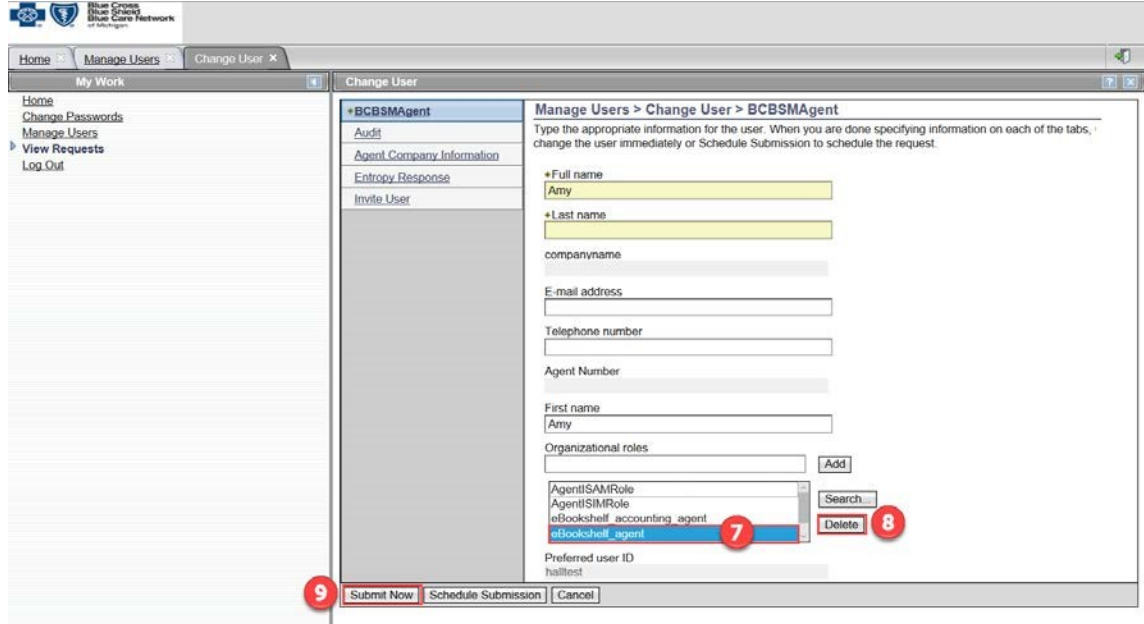 Blue Cross
Blue Shield
Blue Care Network
of Michigan
Home × Manage Users × Change User ×
My Work
Home
Change Passwords
Manage Users
View Requests
Log Out
Change User ? ×
+BCBSMAgent
Audit
Agent Company Information
Entropy Response
Invite User
Manage Users > Change User > BCBSMAgent
Type the appropriate information for the user. When you are done specifying information on each of the tabs,
change the user immediately or Schedule Submission to schedule the request.
+Full name
Amy
+Last name
companyname
E-mail address
Telephone number
Agent Number
First name
Amy
Organizational roles
Add
AgentISAMRole
AgentISIMRole
eBookshelf_accounting_agent
eBookshelf_agent
7
Search...
Delete
8
Preferred user ID
halltest
9
Submit Now Schedule Submission Cancel